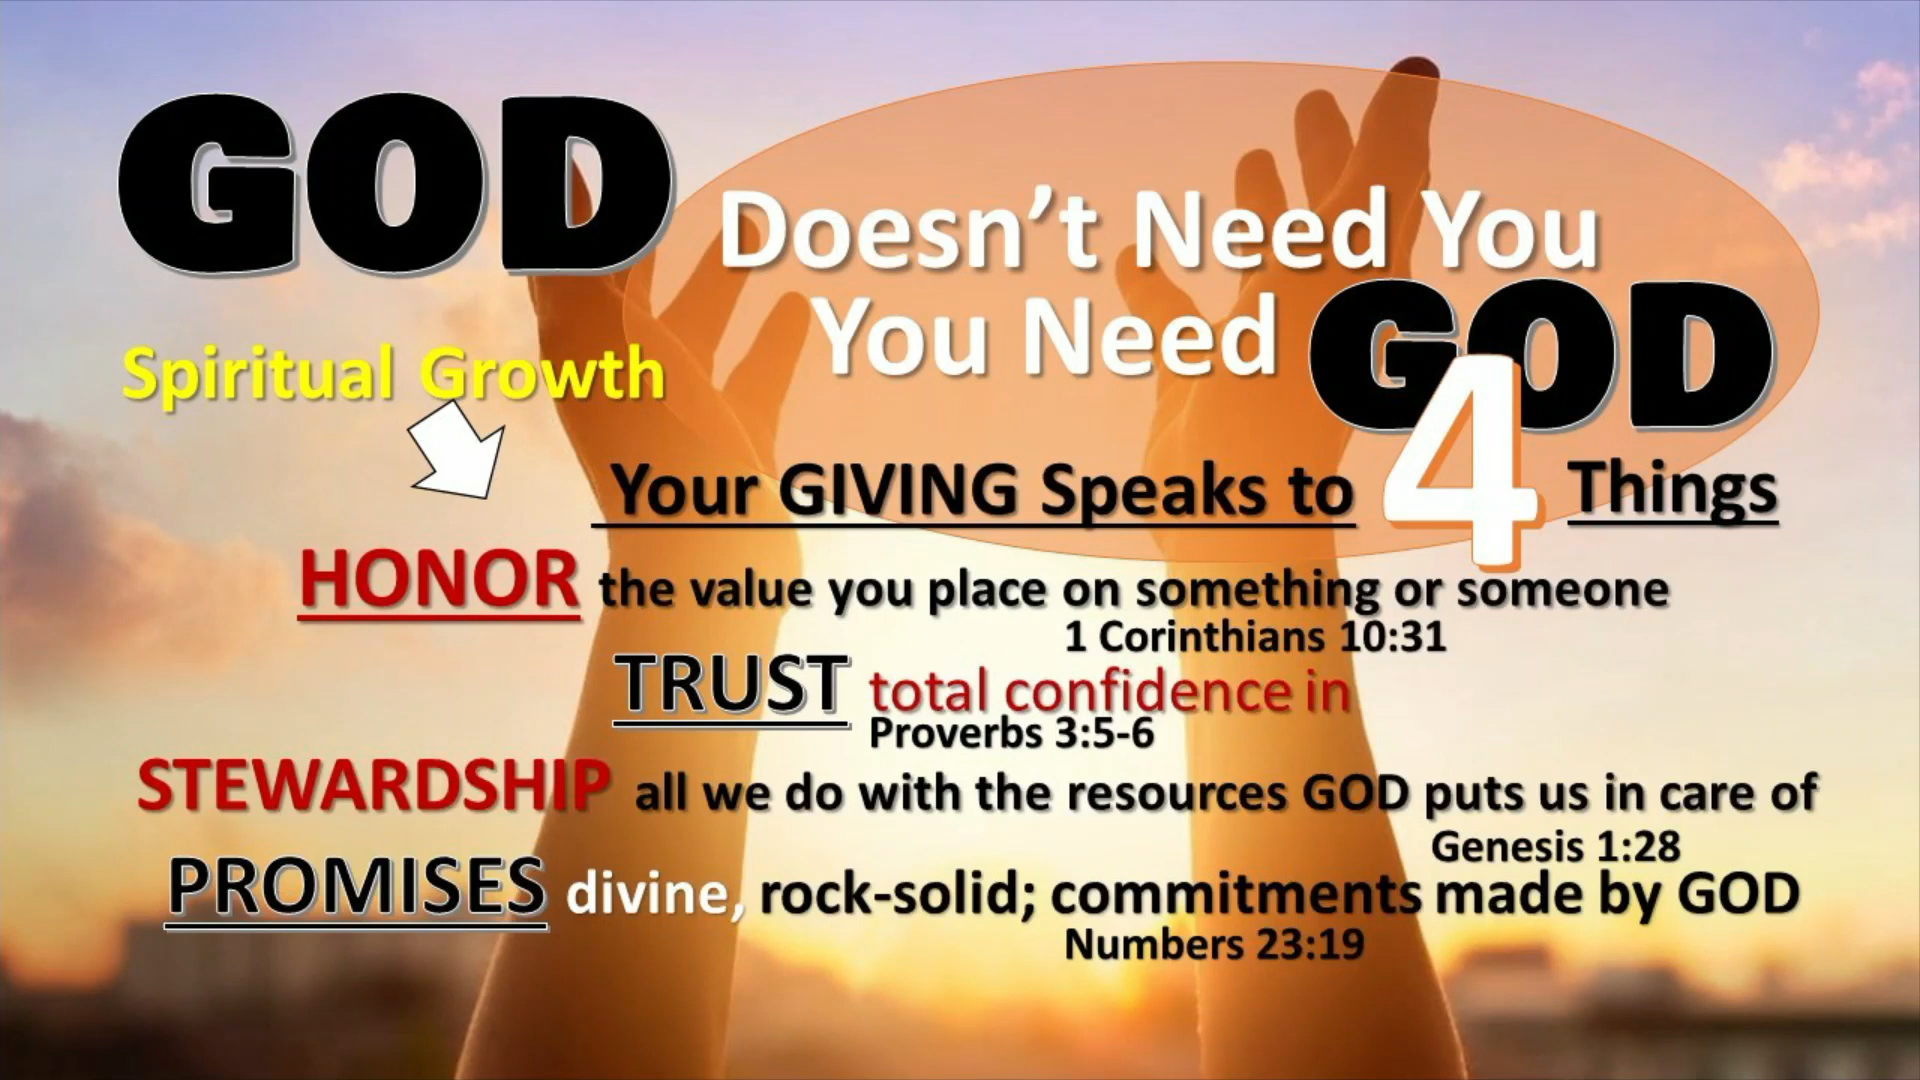 GOD Doesn't Need You
You Need GOD
Spiritual Growth
Your GIVING Speaks to 4 Things
HONOR the value you place on something or someone
1 Corinthians 10:31
TRUST total confidence in
Proverbs 3:5-6
STEWARDSHIP all we do with the resources GOD puts us in care of
Genesis 1:28
PROMISES divine, rock-solid; commitments made by GOD
Numbers 23:19